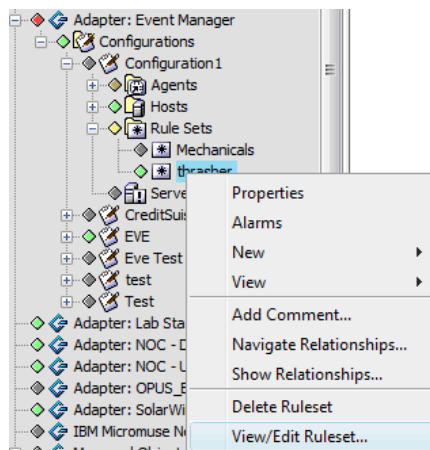 Adapter: Event Manager
Configurations
Configuration1
Agents
Hosts
Rule Sets
Mechanicals
thrasher
Serve
CreditSuis
EVE
Eve Test
test
Test
Adapter: Lab Sta
Adapter: NOC - D
Adapter: NOC - U
Adapter: OPUS_E
Adapter: SolarWi
IBM Micromuse Ne
Properties
Alarms
New
View
Add Comment...
Navigate Relationships...
Show Relationships...
Delete Ruleset
View/Edit Ruleset...